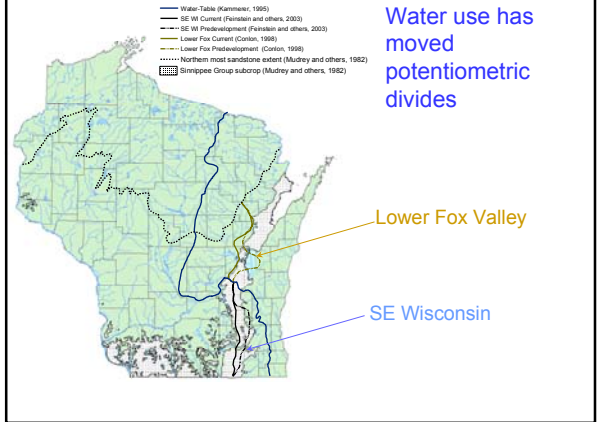 Water-Table (Kammerer, 1995)
SE WI Current (Feinstein and others, 2003)
SE WI Predevelopment (Feinstein and others, 2003)
Lower Fox Current (Conlon, 1998)
Lower Fox Predevelopment (Conlon, 1998)
Northern most sandstone extent (Mudrey and others, 1982)
Sinnippee Group subcrop (Mudrey and others, 1982)
Water use has
moved
potentiometric
divides
Lower Fox Valley
SE Wisconsin